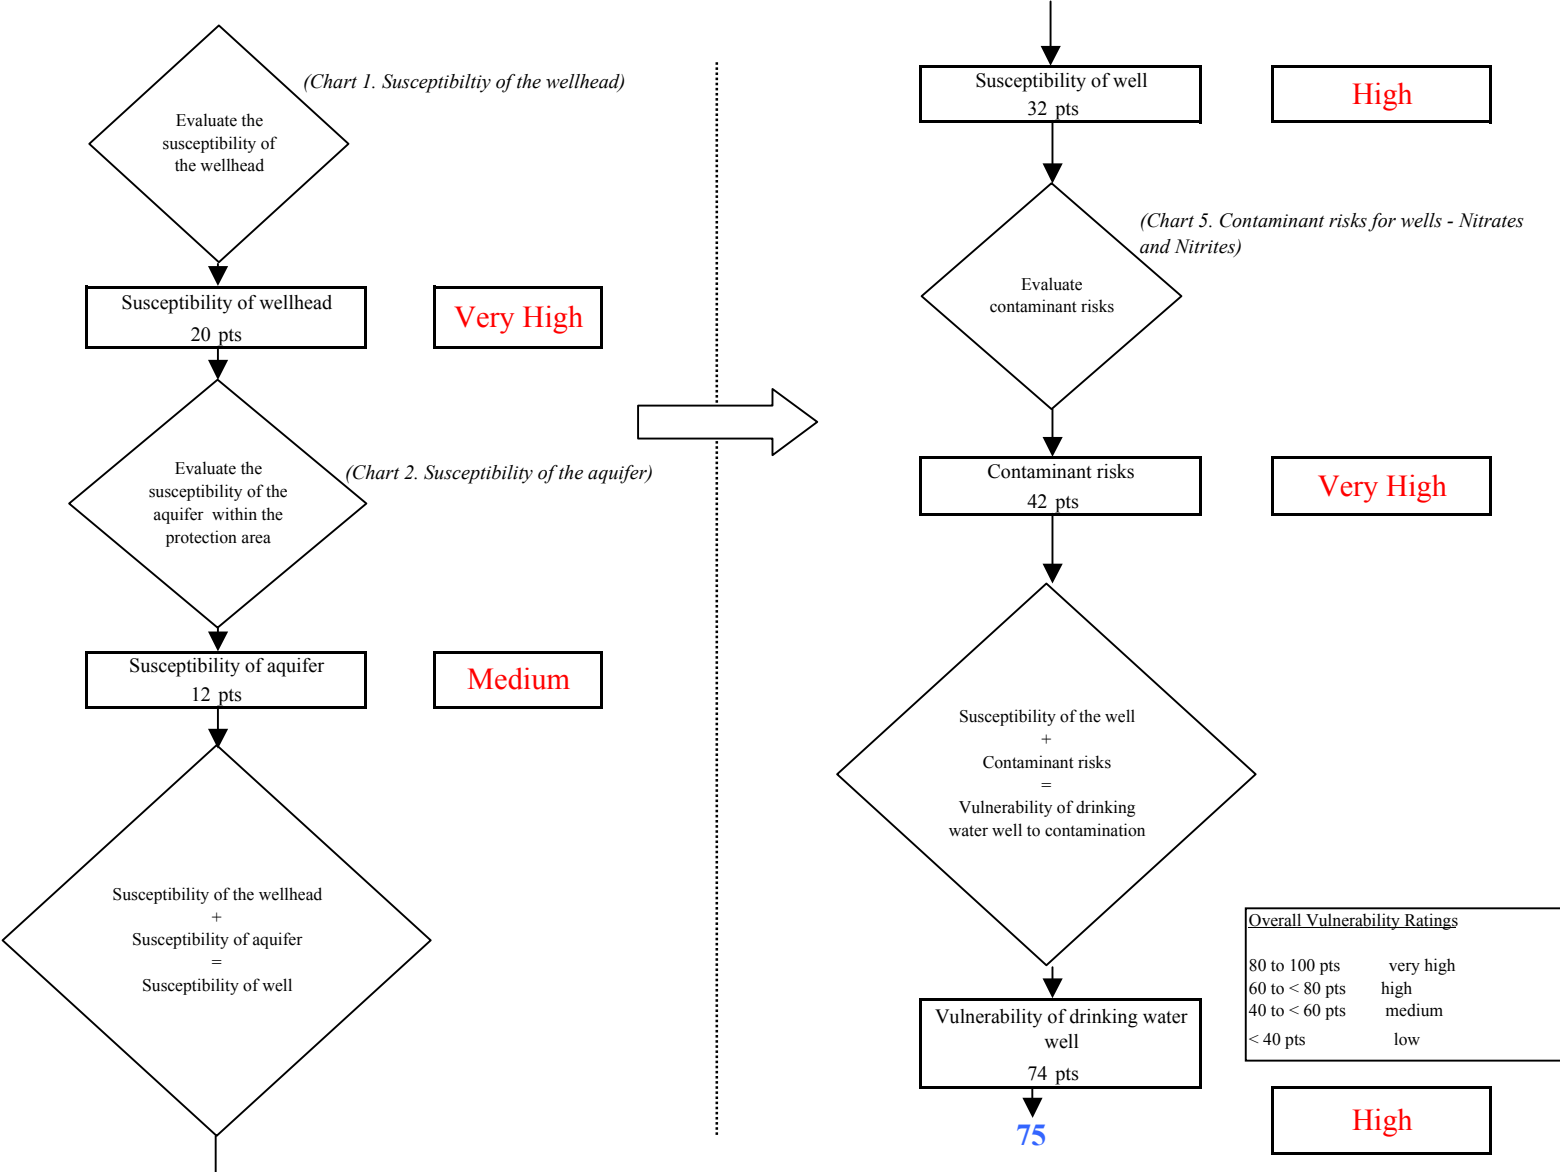 (Chart 1. Susceptibiltiy of the wellhead)
Evaluate the
susceptibility of
the wellhead
Susceptibility of wellhead
20 pts
Very High
(Chart 2. Susceptibility of the aquifer)
Evaluate the
susceptibility of the
aquifer within the
protection area
Susceptibility of aquifer
12 pts
Medium
Susceptibility of the wellhead
+
Susceptibility of aquifer
=
Susceptibility of well
Susceptibility of well
32 pts
High
(Chart 5. Contaminant risks for wells - Nitrates
and Nitrites)
Evaluate
contaminant risks
Contaminant risks
42 pts
Very High
Susceptibility of the well
+
Contaminant risks
=
Vulnerability of drinking
water well to contamination
Overall Vulnerability Ratings
80 to 100 pts very high
60 to < 80 pts high
40 to < 60 pts medium
< 40 pts low
Vulnerability of drinking water
well
74 pts
75
High